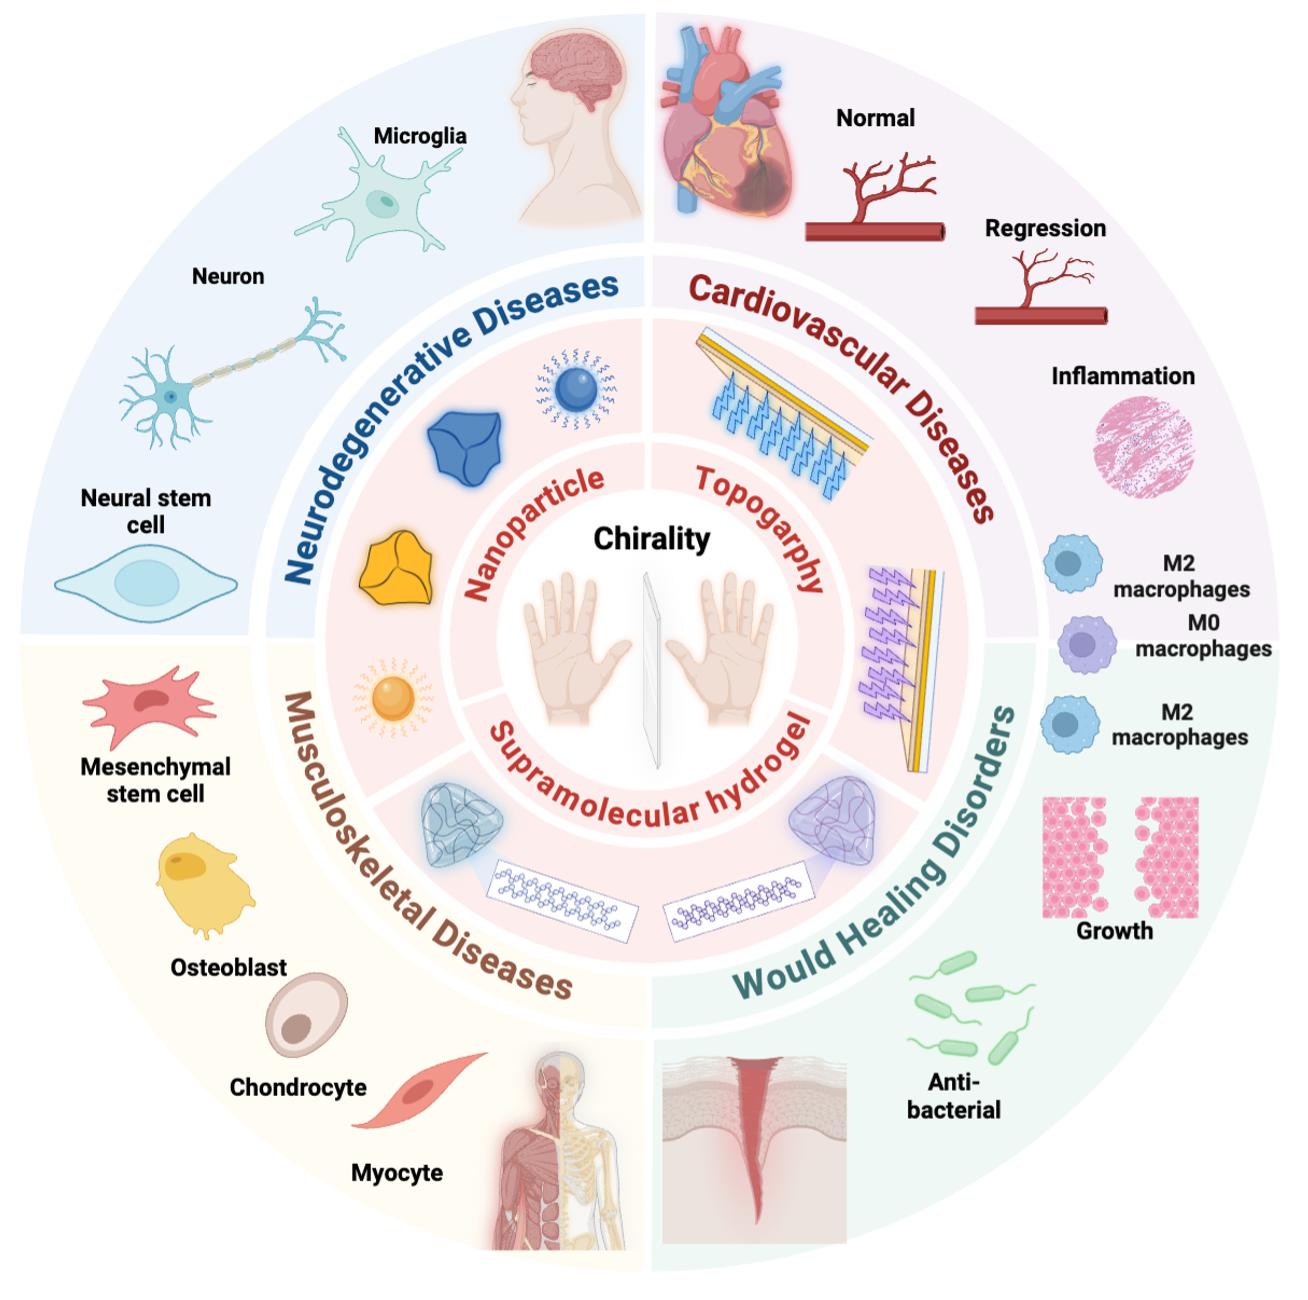 Microglia
Neuron
Neural stem
cell
Normal
Regression
Inflammation
M2
macrophages
M0
macrophages
M2
macrophages
Growth
Anti-
bacterial
Mesenchymal
stem cell
Osteoblast
Chondrocyte
Myocyte
Neurodegenerative Diseases
Cardiovascular Diseases
Musculoskeletal Diseases
Would Healing Disorders
Nanoparticle
Topogarphy
Supramolecular hydrogel
Chirality